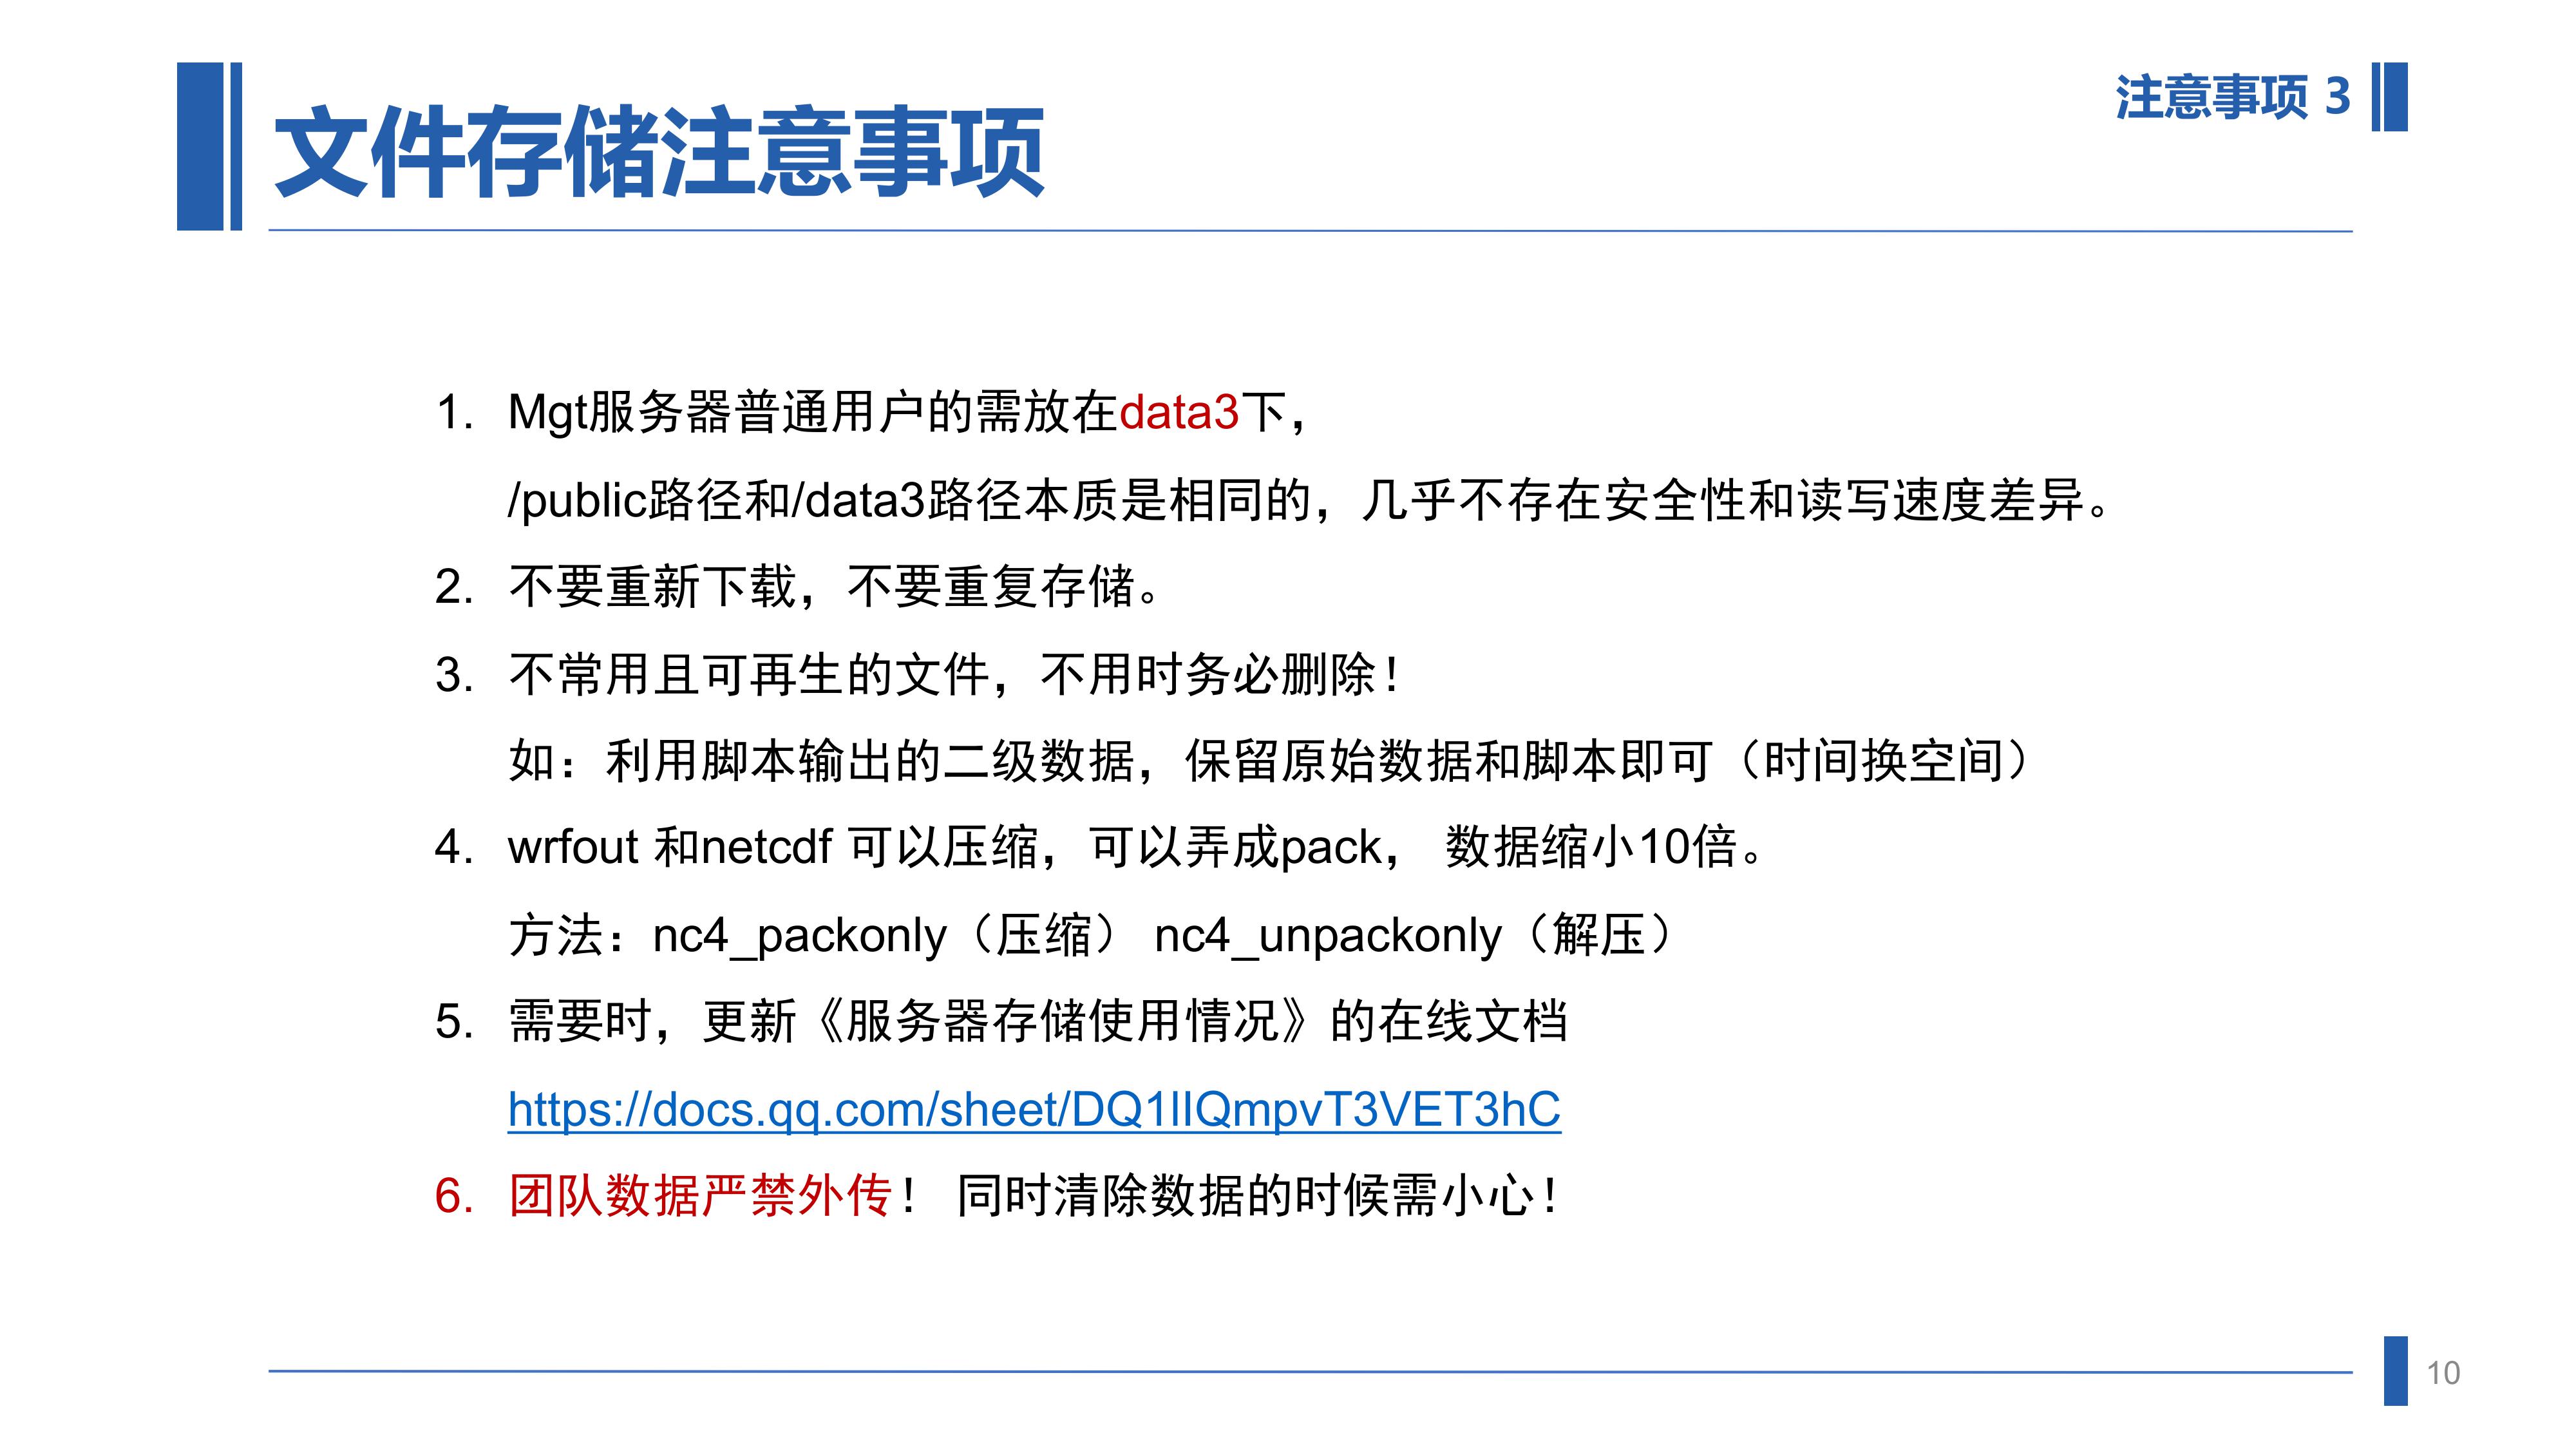 文件存储注意事项
注意事项 3
1. Mgt服务器普通用户的需放在data3下，
/public路径和/data3路径本质是相同的，几乎不存在安全性和读写速度差异。
2. 不要重新下载，不要重复存储。
3. 不常用且可再生的文件，不用时务必删除！
如：利用脚本输出的二级数据，保留原始数据和脚本即可（时间换空间）
4. wrfout 和netcdf 可以压缩，可以弄成pack， 数据缩小10倍。
方法：nc4_packonly（压缩） nc4_unpackonly（解压）
5. 需要时，更新《服务器存储使用情况》的在线文档
https://docs.qq.com/sheet/DQ1lIQmpvT3VET3hC
6. 团队数据严禁外传！ 同时清除数据的时候需小心！
10